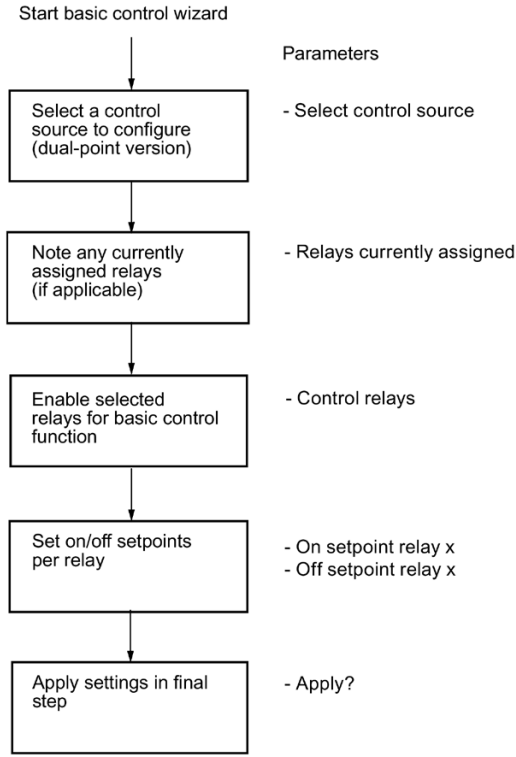 Start basic control wizard
Parameters
Select a control
source to configure
(dual-point version)
- Select control source
Note any currently
assigned relays
(if applicable)
- Relays currently assigned
Enable selected
relays for basic control
function
- Control relays
Set on/off setpoints
per relay
- On setpoint relay x
- Off setpoint relay x
Apply settings in final
step
- Apply?